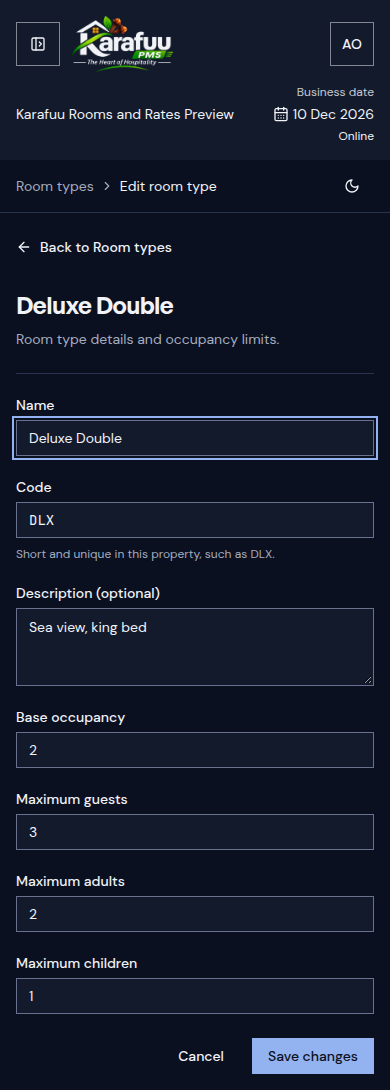 Karafuu
PMS
The Heart of Hospitality
AO
Business date
Karafuu Rooms and Rates Preview
10 Dec 2026
Online
Room types > Edit room type
← Back to Room types
Deluxe Double
Room type details and occupancy limits.
Name
Deluxe Double
Code
DLX
Short and unique in this property, such as DLX.
Description (optional)
Sea view, king bed
Base occupancy
2
Maximum guests
3
Maximum adults
2
Maximum children
1
Cancel
Save changes